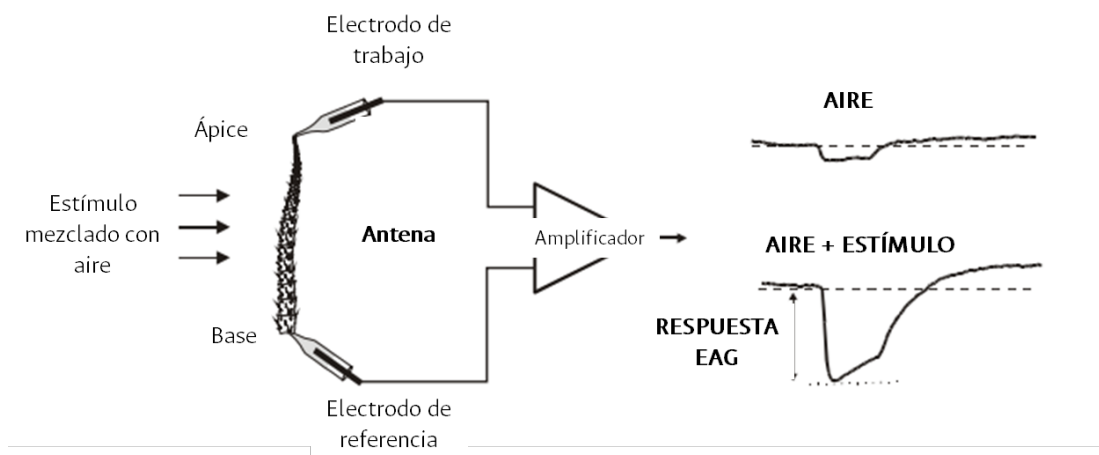 Electrodo de
trabajo
Ápice
Estímulo
mezclado con
aire
Antena
Base
Electrodo de
referencia
Amplificador
AIRE
AIRE + ESTÍMULO
RESPUESTA
EAG